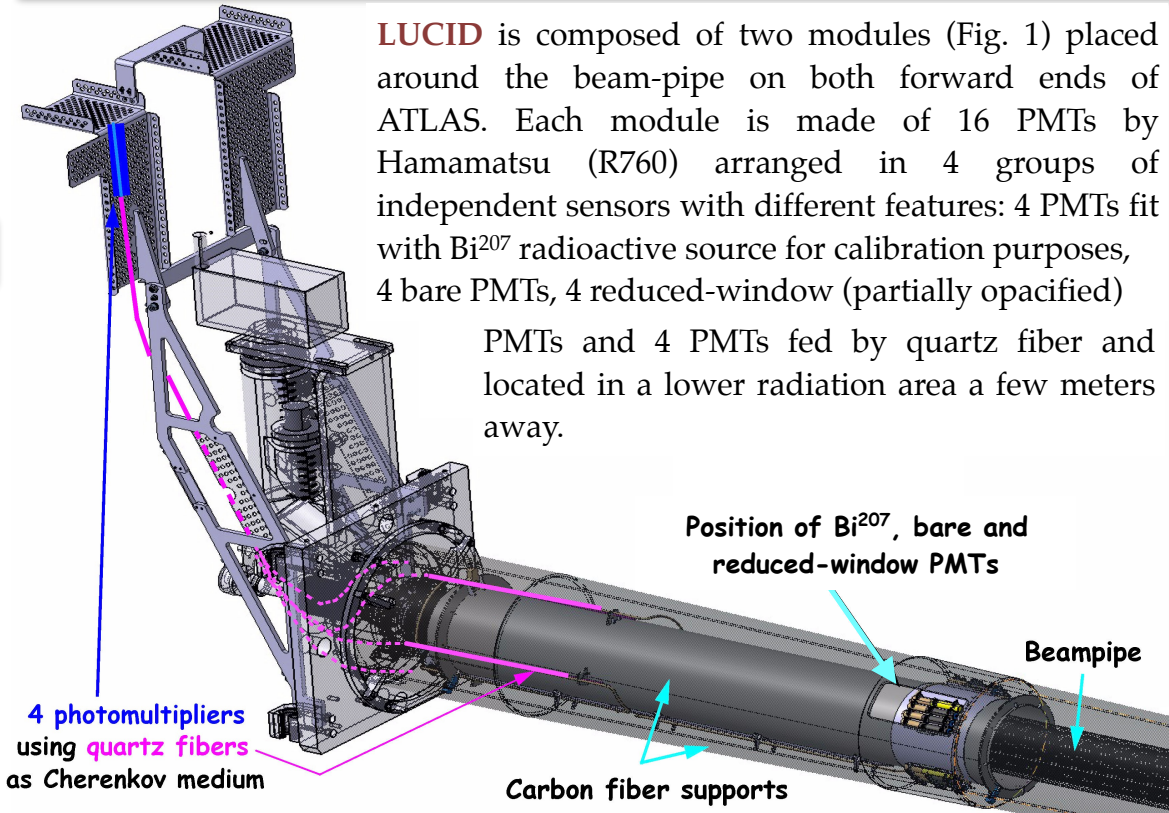 LUCID is composed of two modules (Fig. 1) placed
around the beam-pipe on both forward ends of
ATLAS. Each module is made of 16 PMTs by
Hamamatsu (R760) arranged in 4 groups of
independent sensors with different features: 4 PMTs fit
with Bi²⁰⁷ radioactive source for calibration purposes,
4 bare PMTs, 4 reduced-window (partially opacified)
PMTs and 4 PMTs fed by quartz fiber and
located in a lower radiation area a few meters
away.
Position of Bi²⁰⁷, bare and
reduced-window PMTs
Beampipe
4 photomultipliers
using quartz fibers
as Cherenkov medium
Carbon fiber supports